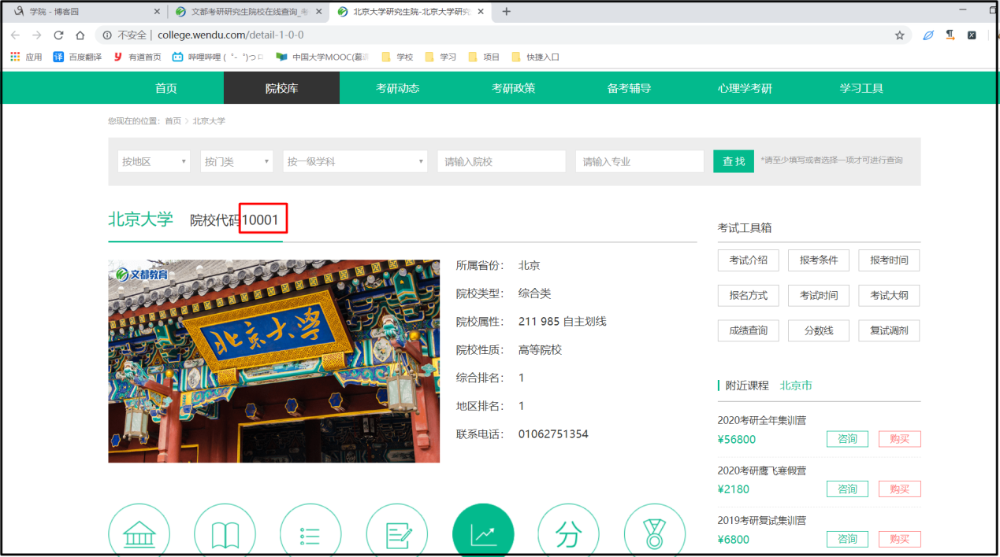 学院 - 博客园
文都考研研究生院校在线查询_
北京大学研究生院-北京大学研究
不安全 | college.wendu.com/detail-1-0-0
应用 百度翻译 有道首页 哔哩哔哩 ( ゜- ゜)つロ 中国大学MOOC(慕 学校 学习 项目 快捷入口
首页 院校库 考研动态 考研政策 备考辅导 心理学考研 学习工具
您现在的位置: 首页 > 北京大学
按地区 按门类 按一级学科 请输入院校 请输入专业 查 找 *请至少填写或者选择一项才可进行查询
北京大学 院校代码10001
文都教育
北京大学
所属省份: 北京
院校类型: 综合类
院校属性: 211 985 自主划线
院校性质: 高等院校
综合排名: 1
地区排名: 1
联系电话: 01062751354
分
考试工具箱
考试介绍 报考条件 报考时间
报名方式 考试时间 考试大纲
成绩查询 分数线 复试调剂
附近课程 北京市
2020考研全年集训营
¥56800 咨询 购买
2020考研鹰飞寒假营
¥2180 咨询 购买
2019考研复试集训营
¥6800 咨询 购买